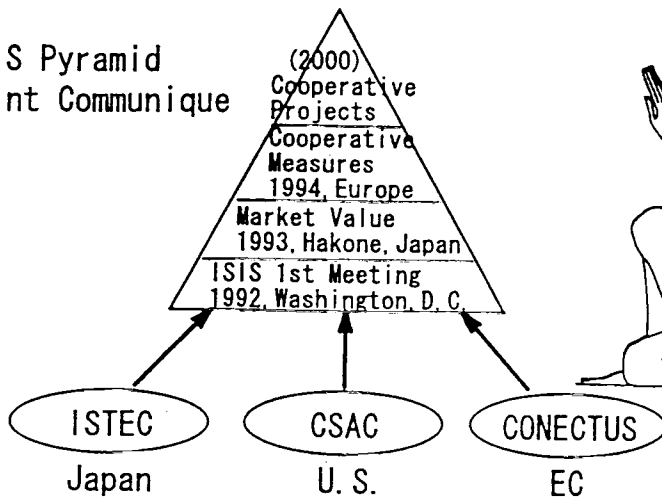 S Pyramid
nt Communique
(2000)
Cooperative
Projects
Cooperative
Measures
1994, Europe
Market Value
1993, Hakone, Japan
ISIS 1st Meeting
1992, Washington, D. C.
ISTEC
CSAC
CONECTUS
Japan
U. S.
EC